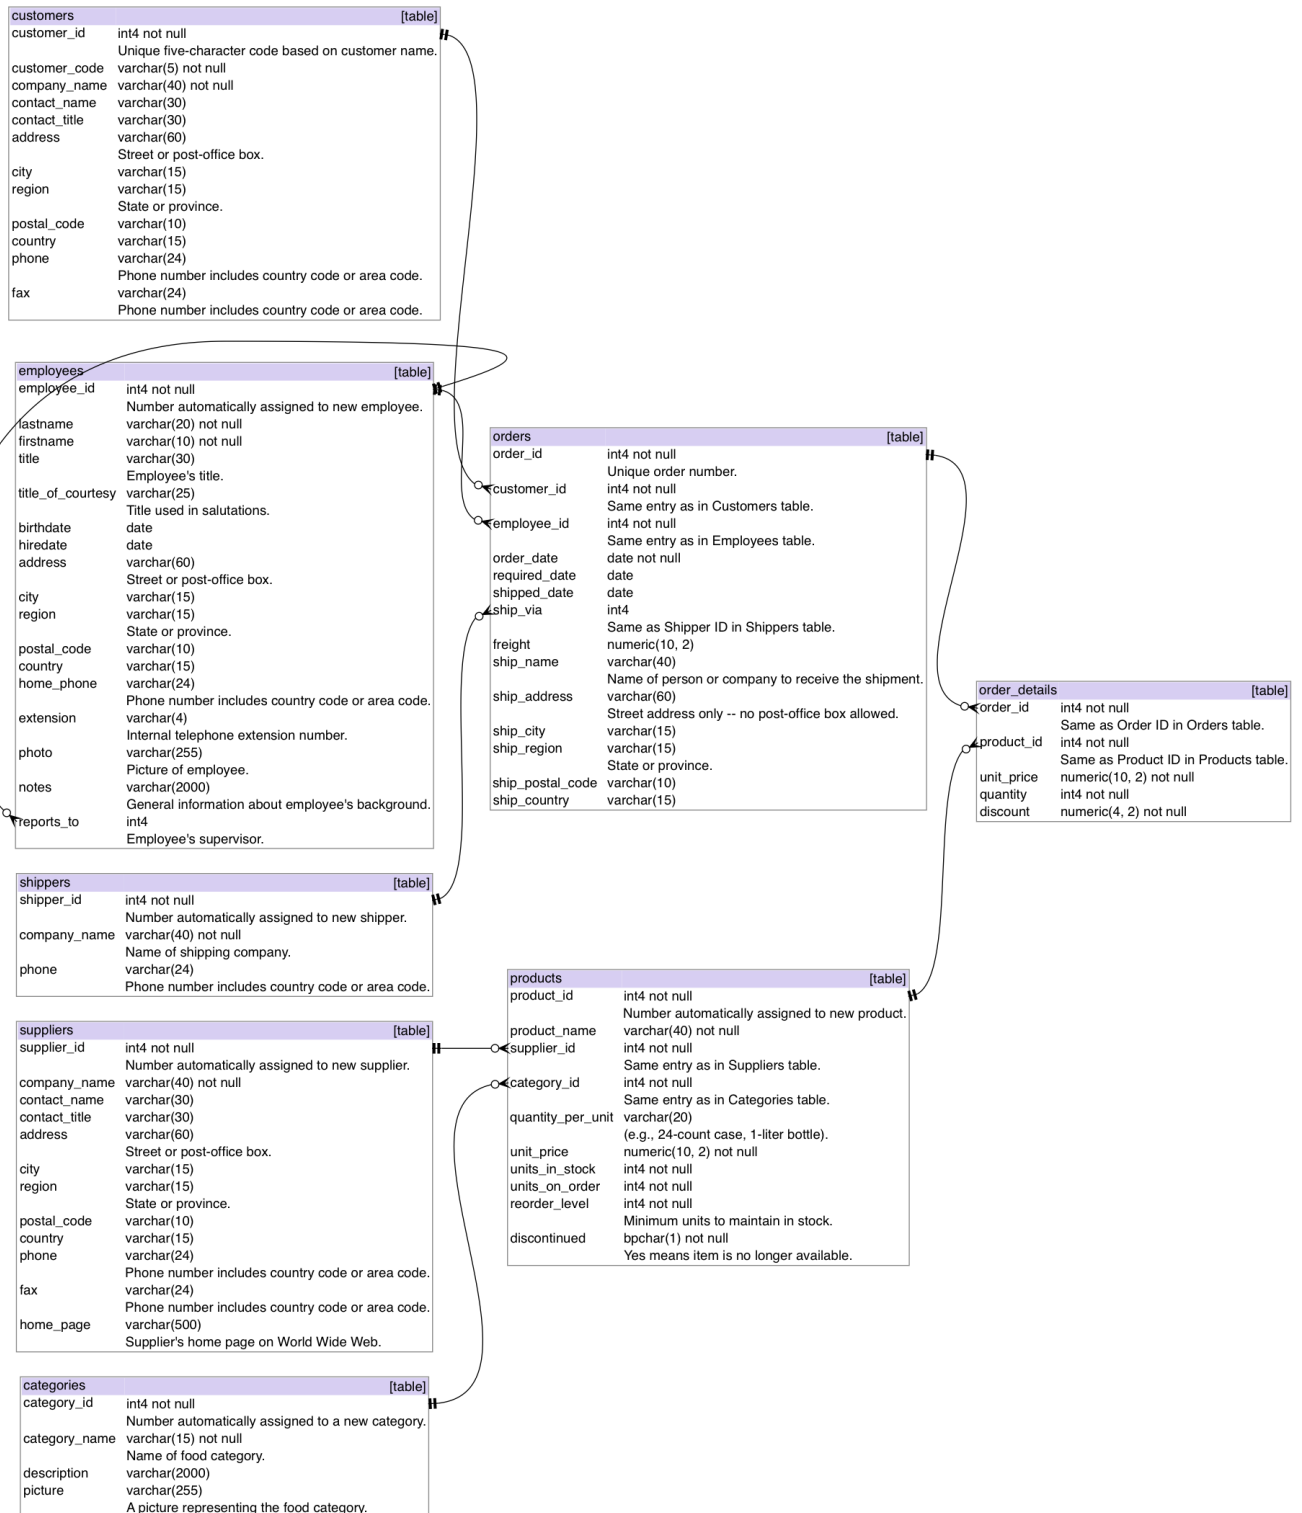 customers [table]
customer_id int4 not null
Unique five-character code based on customer name.
customer_code varchar(5) not null
company_name varchar(40) not null
contact_name varchar(30)
contact_title varchar(30)
address varchar(60)
Street or post-office box.
city varchar(15)
region varchar(15)
State or province.
postal_code varchar(10)
country varchar(15)
phone varchar(24)
Phone number includes country code or area code.
fax varchar(24)
Phone number includes country code or area code.
employees [table]
employee_id int4 not null
Number automatically assigned to new employee.
lastname varchar(20) not null
firstname varchar(10) not null
title varchar(30)
Employee's title.
title_of_courtesy varchar(25)
Title used in salutations.
birthdate date
hiredate date
address varchar(60)
Street or post-office box.
city varchar(15)
region varchar(15)
State or province.
postal_code varchar(10)
country varchar(15)
home_phone varchar(24)
Phone number includes country code or area code.
extension varchar(4)
Internal telephone extension number.
photo varchar(255)
Picture of employee.
notes varchar(2000)
General information about employee's background.
reports_to int4
Employee's supervisor.
orders [table]
order_id int4 not null
Unique order number.
customer_id int4 not null
Same entry as in Customers table.
employee_id int4 not null
Same entry as in Employees table.
order_date date not null
required_date date
shipped_date date
ship_via int4
Same as Shipper ID in Shippers table.
freight numeric(10, 2)
ship_name varchar(40)
Name of person or company to receive the shipment.
ship_address varchar(60)
Street address only -- no post-office box allowed.
ship_city varchar(15)
ship_region varchar(15)
State or province.
ship_postal_code varchar(10)
ship_country varchar(15)
order_details [table]
order_id int4 not null
Same as Order ID in Orders table.
product_id int4 not null
Same as Product ID in Products table.
unit_price numeric(10, 2) not null
quantity int4 not null
discount numeric(4, 2) not null
shippers [table]
shipper_id int4 not null
Number automatically assigned to new shipper.
company_name varchar(40) not null
Name of shipping company.
phone varchar(24)
Phone number includes country code or area code.
products [table]
product_id int4 not null
Number automatically assigned to new product.
product_name varchar(40) not null
supplier_id int4 not null
Same entry as in Suppliers table.
category_id int4 not null
Same entry as in Categories table.
quantity_per_unit varchar(20)
(e.g., 24-count case, 1-liter bottle).
unit_price numeric(10, 2) not null
units_in_stock int4 not null
units_on_order int4 not null
reorder_level int4 not null
Minimum units to maintain in stock.
discontinued bpchar(1) not null
Yes means item is no longer available.
suppliers [table]
supplier_id int4 not null
Number automatically assigned to new supplier.
company_name varchar(40) not null
contact_name varchar(30)
contact_title varchar(30)
address varchar(60)
Street or post-office box.
city varchar(15)
region varchar(15)
State or province.
postal_code varchar(10)
country varchar(15)
phone varchar(24)
Phone number includes country code or area code.
fax varchar(24)
Phone number includes country code or area code.
home_page varchar(500)
Supplier's home page on World Wide Web.
categories [table]
category_id int4 not null
Number automatically assigned to a new category.
category_name varchar(15) not null
Name of food category.
description varchar(2000)
picture varchar(255)
A picture representing the food category.